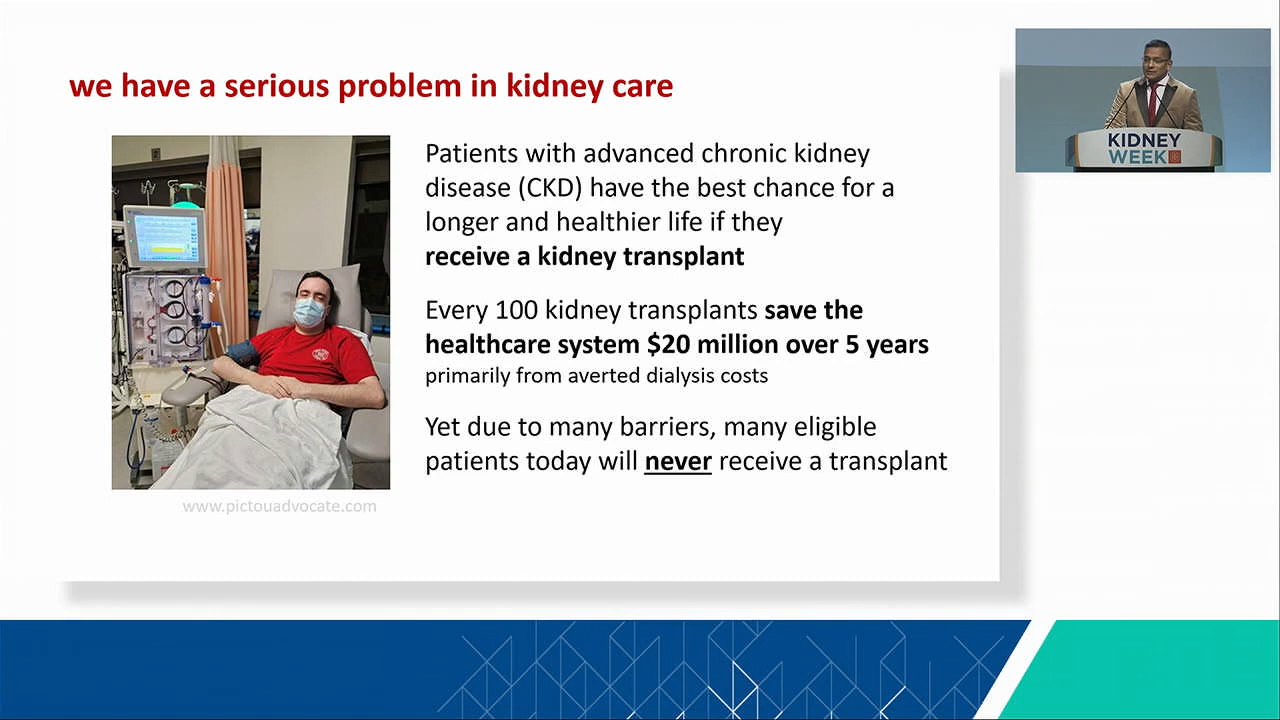 we have a serious problem in kidney care
Patients with advanced chronic kidney
disease (CKD) have the best chance for a
longer and healthier life if they
receive a kidney transplant
Every 100 kidney transplants save the
healthcare system $20 million over 5 years
primarily from averted dialysis costs
Yet due to many barriers, many eligible
patients today will never receive a transplant
www.pictouadvocate.com
KIDNEY
WEEK